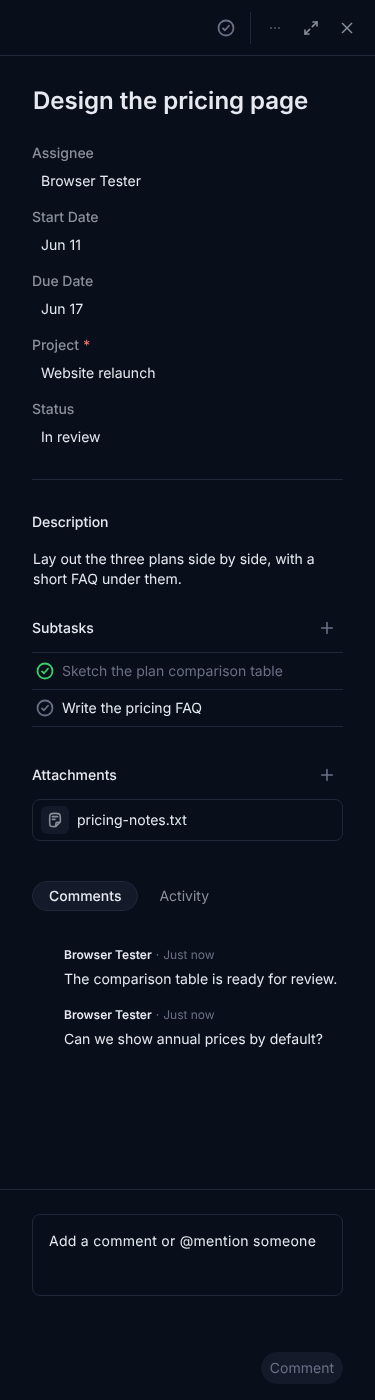 Design the pricing page
Assignee
Browser Tester
Start Date
Jun 11
Due Date
Jun 17
Project *
Website relaunch
Status
In review
Description
Lay out the three plans side by side, with a
short FAQ under them.
Subtasks
Sketch the plan comparison table
Write the pricing FAQ
Attachments
pricing-notes.txt
Comments Activity
Browser Tester · Just now
The comparison table is ready for review.
Browser Tester · Just now
Can we show annual prices by default?
Add a comment or @mention someone
Comment